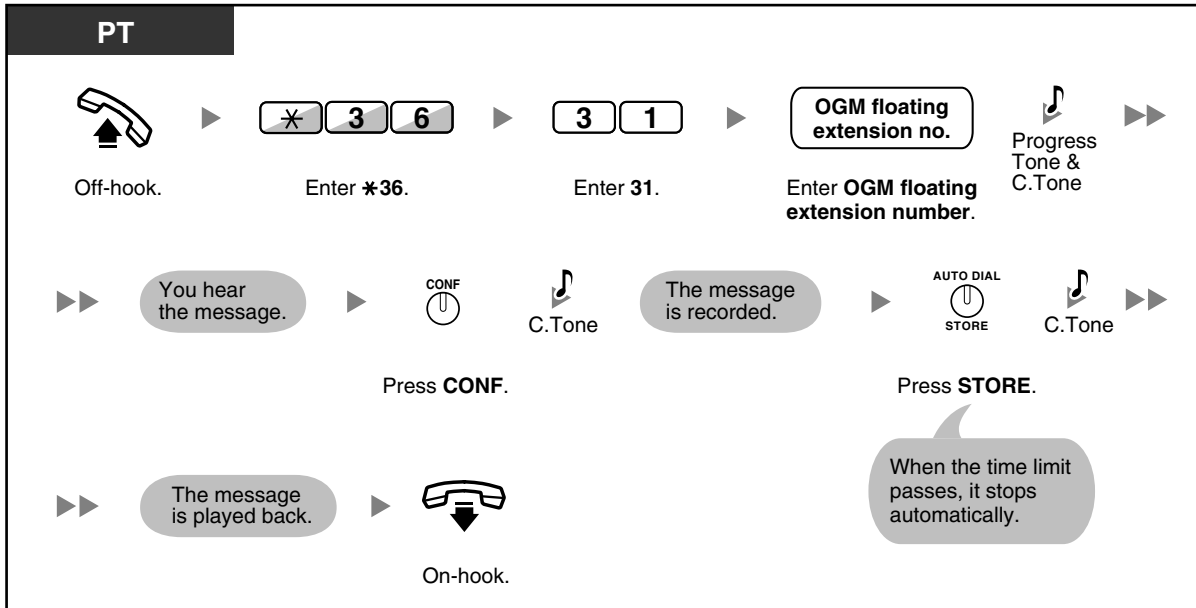 PT
* 3 6
3 1
OGM floating
extension no.
Progress
Tone &
C.Tone
Off-hook.
Enter *36.
Enter 31.
Enter OGM floating
extension number.
You hear
the message.
CONF
C.Tone
The message
is recorded.
AUTO DIAL
STORE
C.Tone
Press CONF.
Press STORE.
When the time limit
passes, it stops
automatically.
The message
is played back.
On-hook.